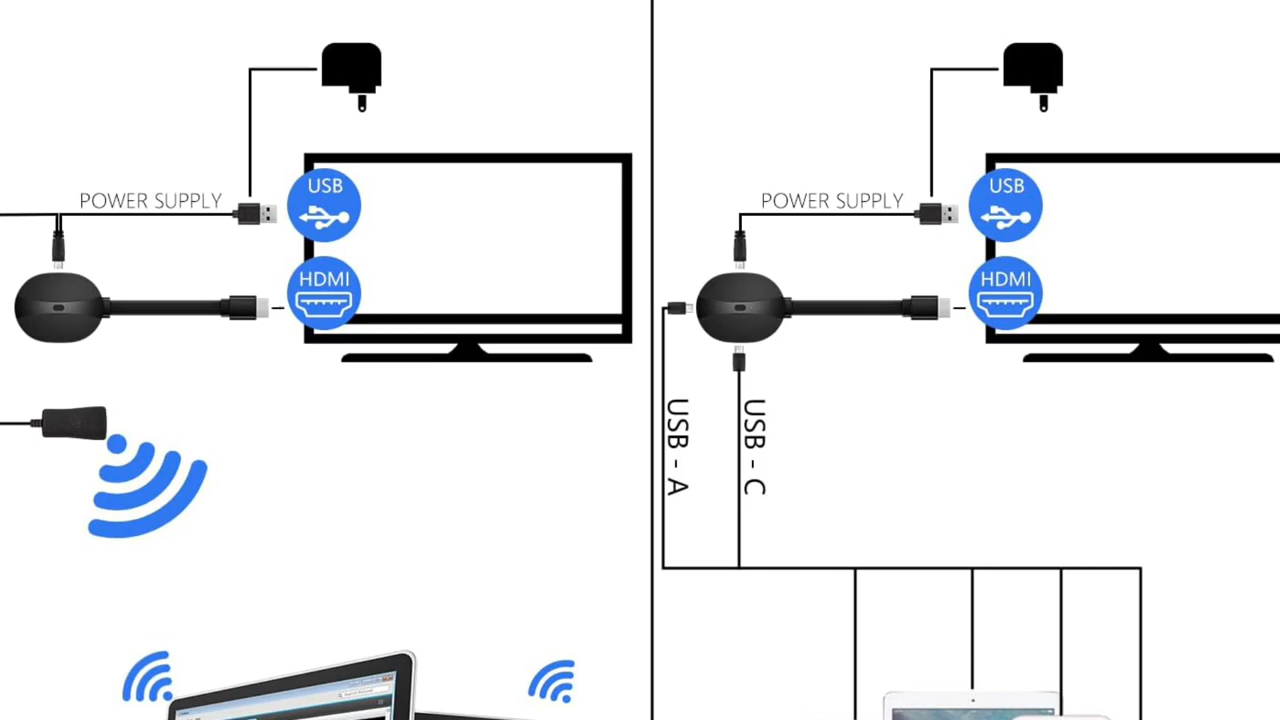 POWER SUPPLY
USB
HDMI
POWER SUPPLY
USB
HDMI
USB - A
USB - C